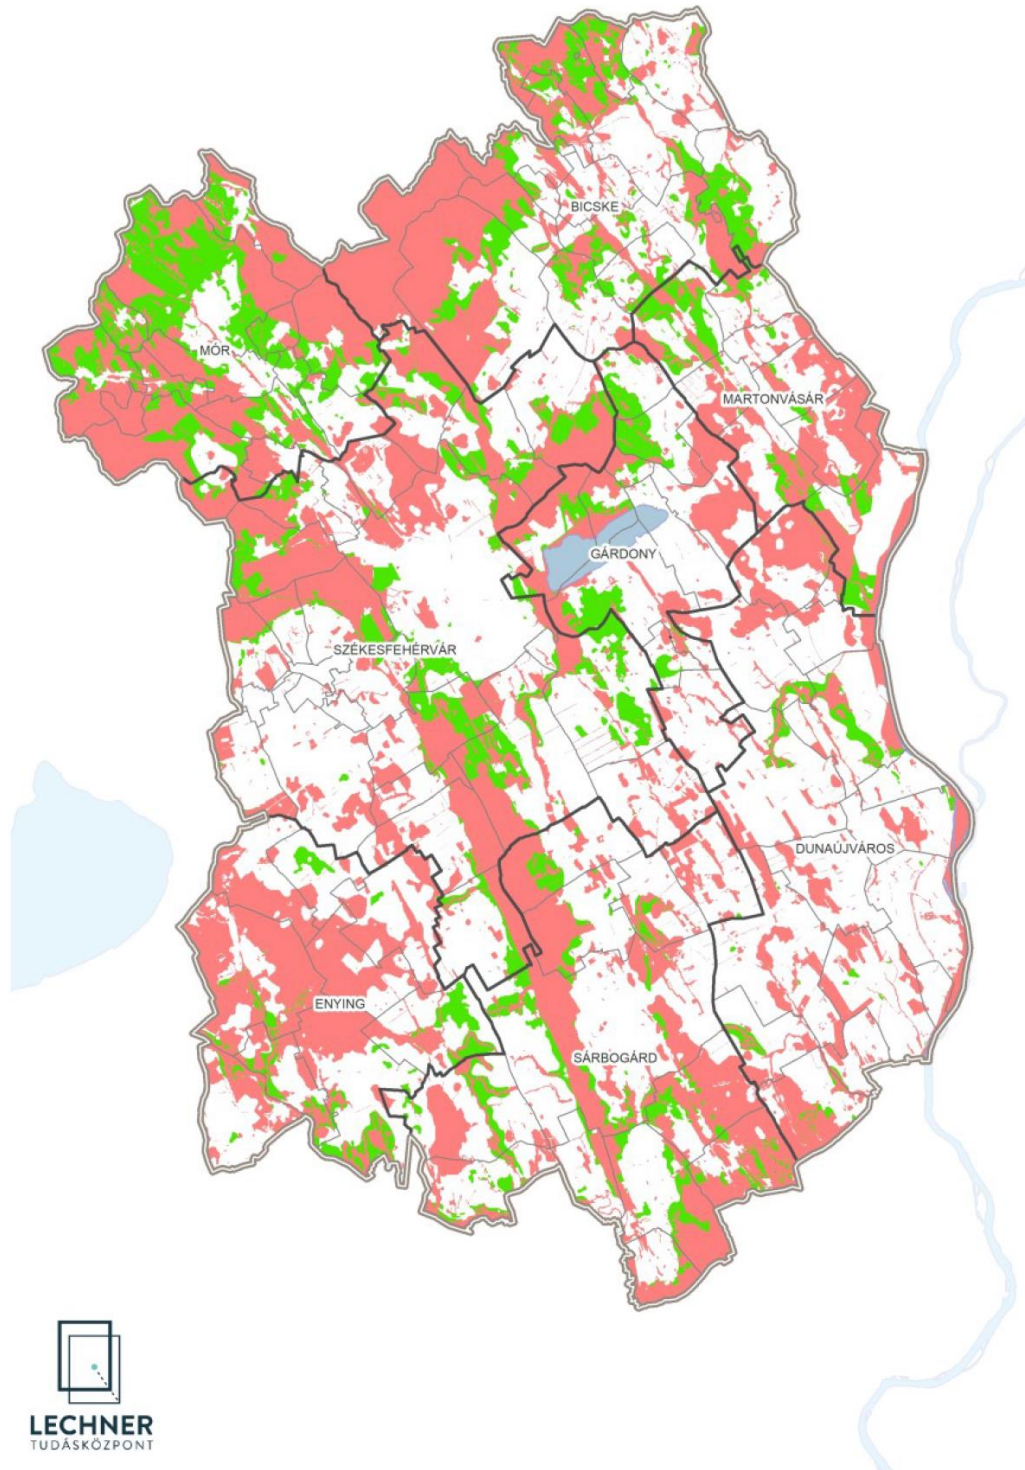 BICSKE
MÓR
MARTONVÁSÁR
GÁRDONY
SZÉKESFEHÉRVÁR
DUNAÚJVÁROS
ENYING
SÁRBOGÁRD
LECHNER
TUDÁSKÖZPONT